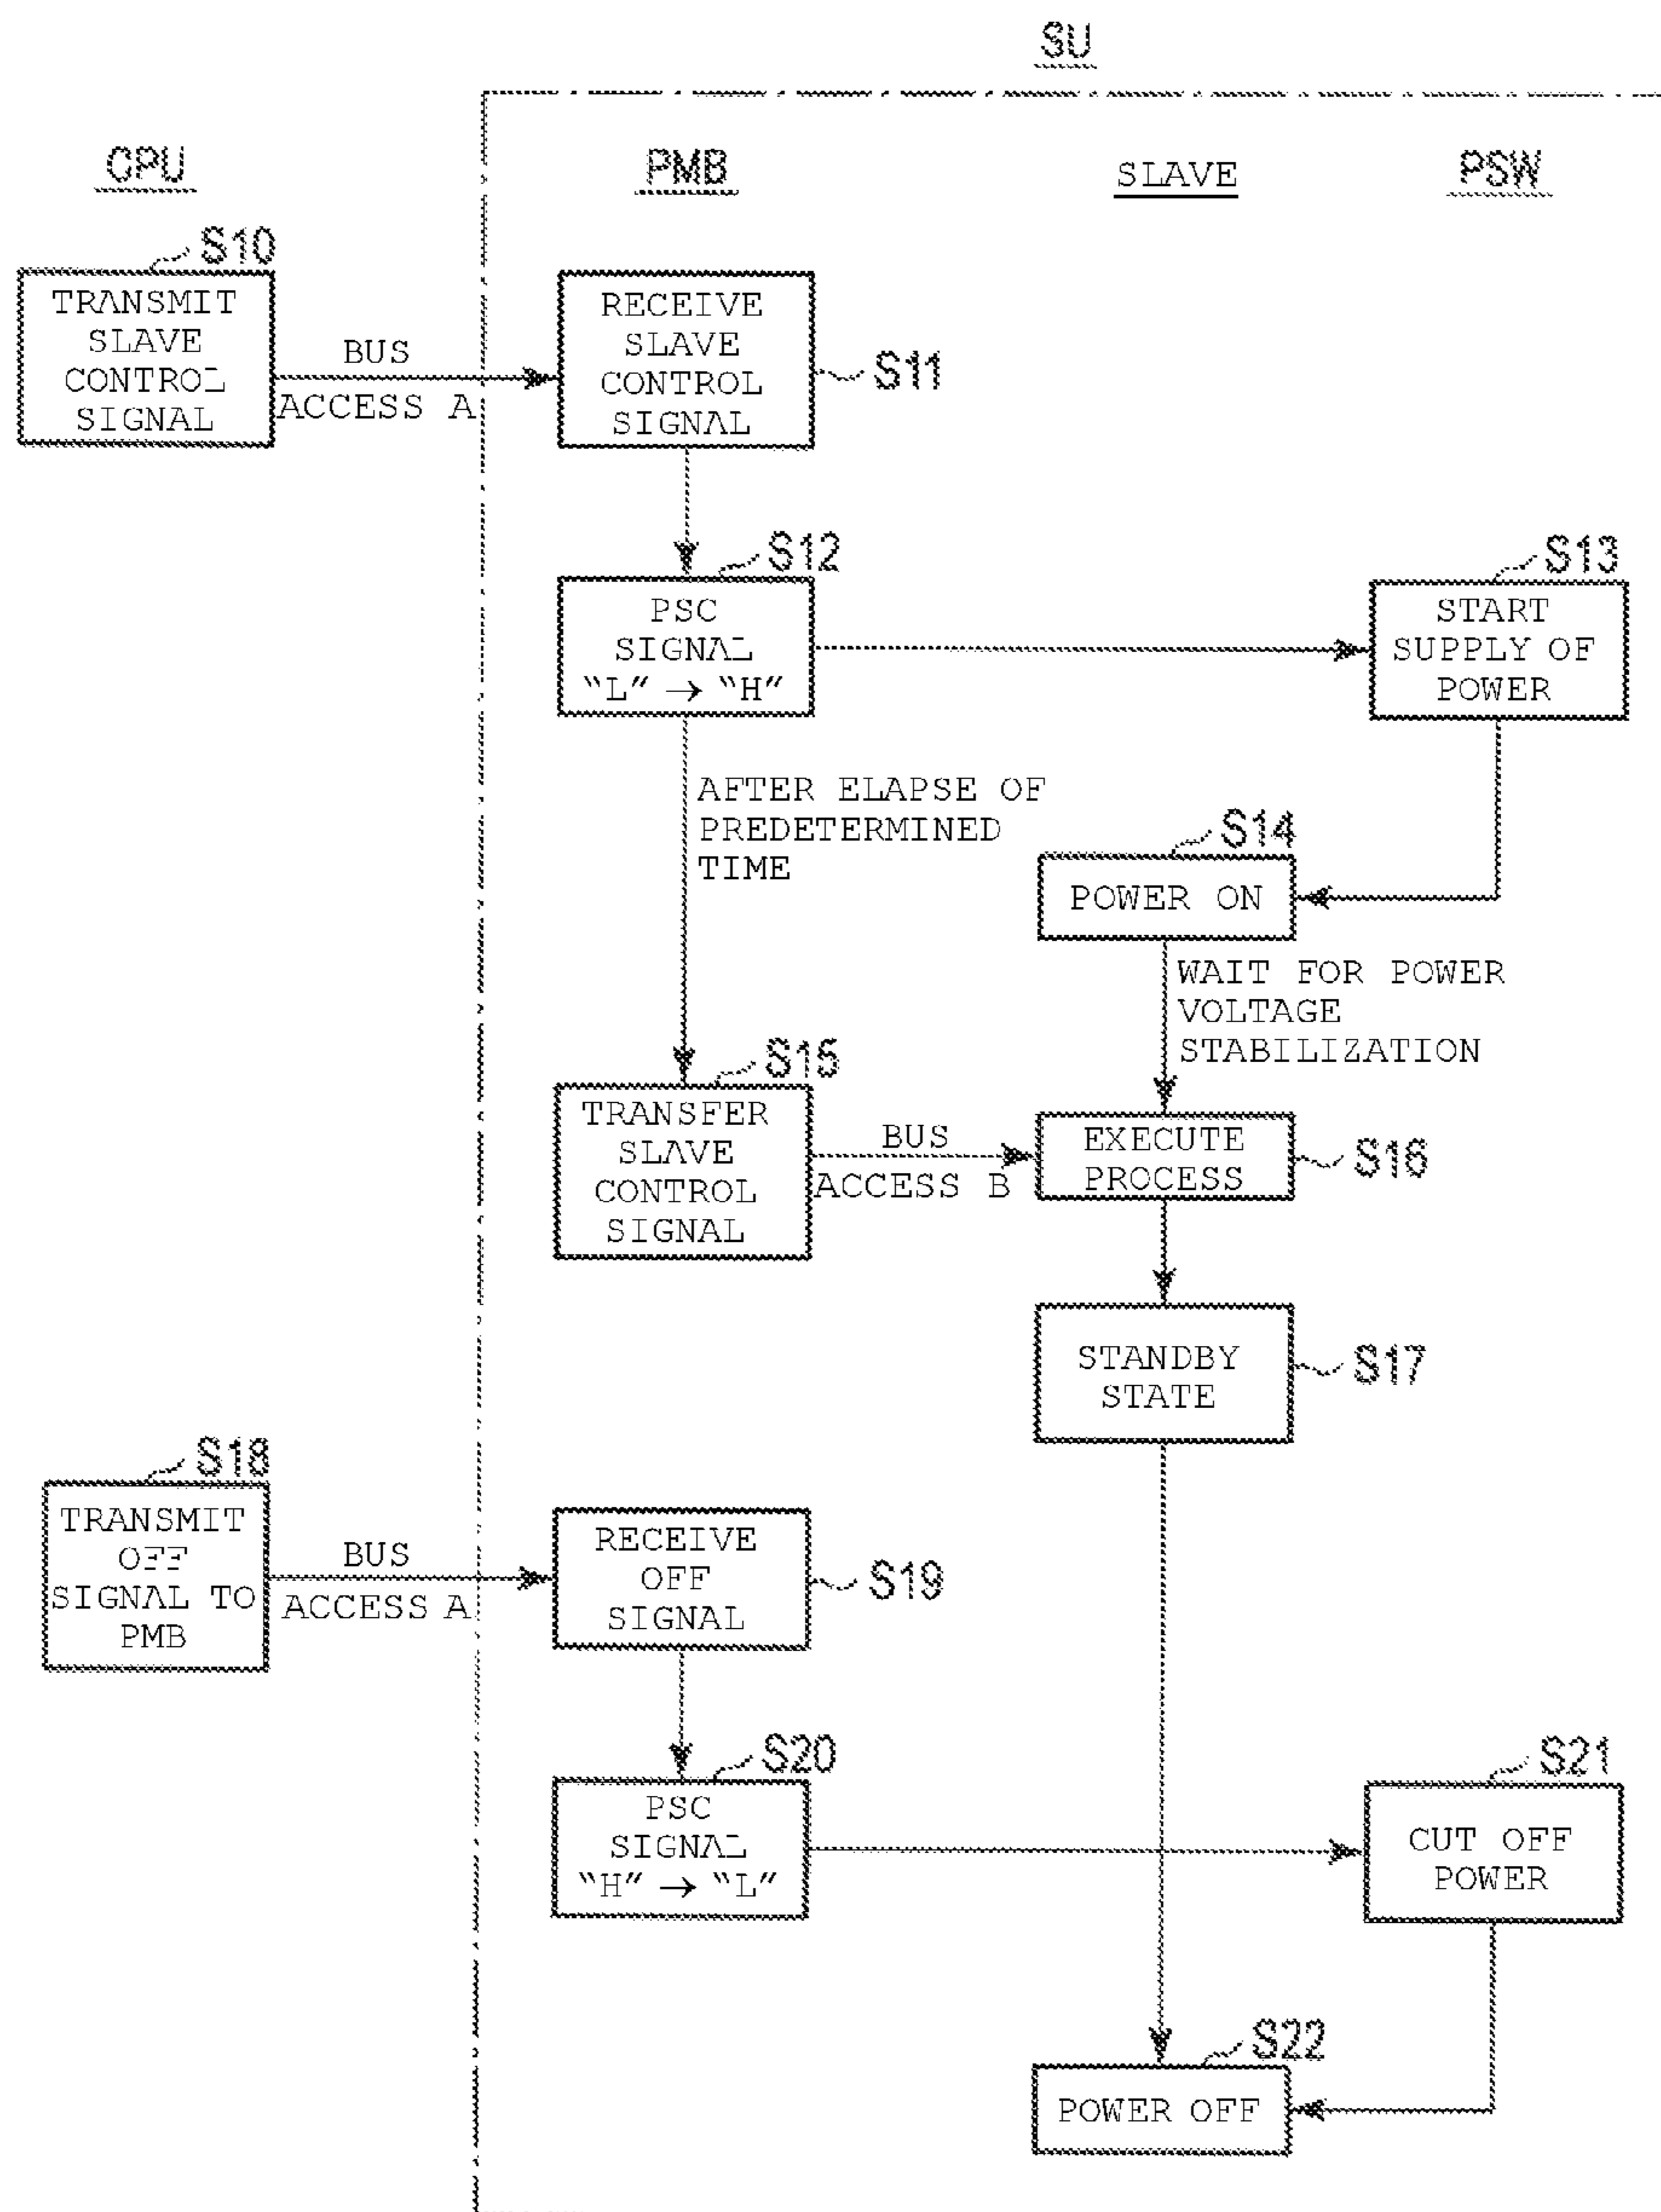 SU
CPU
PMB
SLAVE
PSW
S10
TRANSMIT
SLAVE
CONTROL
SIGNAL
BUS
ACCESS A
RECEIVE
SLAVE
CONTROL
SIGNAL
S11
S12
PSC
SIGNAL
"L" → "H"
S13
START
SUPPLY OF
POWER
AFTER ELAPSE OF
PREDETERMINED
TIME
S14
POWER ON
WAIT FOR POWER
VOLTAGE
STABILIZATION
S15
TRANSFER
SLAVE
CONTROL
SIGNAL
BUS
ACCESS B
EXECUTE
PROCESS
S16
STANDBY
STATE
S17
S18
TRANSMIT
OFF
SIGNAL TO
PMB
BUS
ACCESS A
RECEIVE
OFF
SIGNAL
S19
S20
PSC
SIGNAL
"H" → "L"
S21
CUT OFF
POWER
S22
POWER OFF